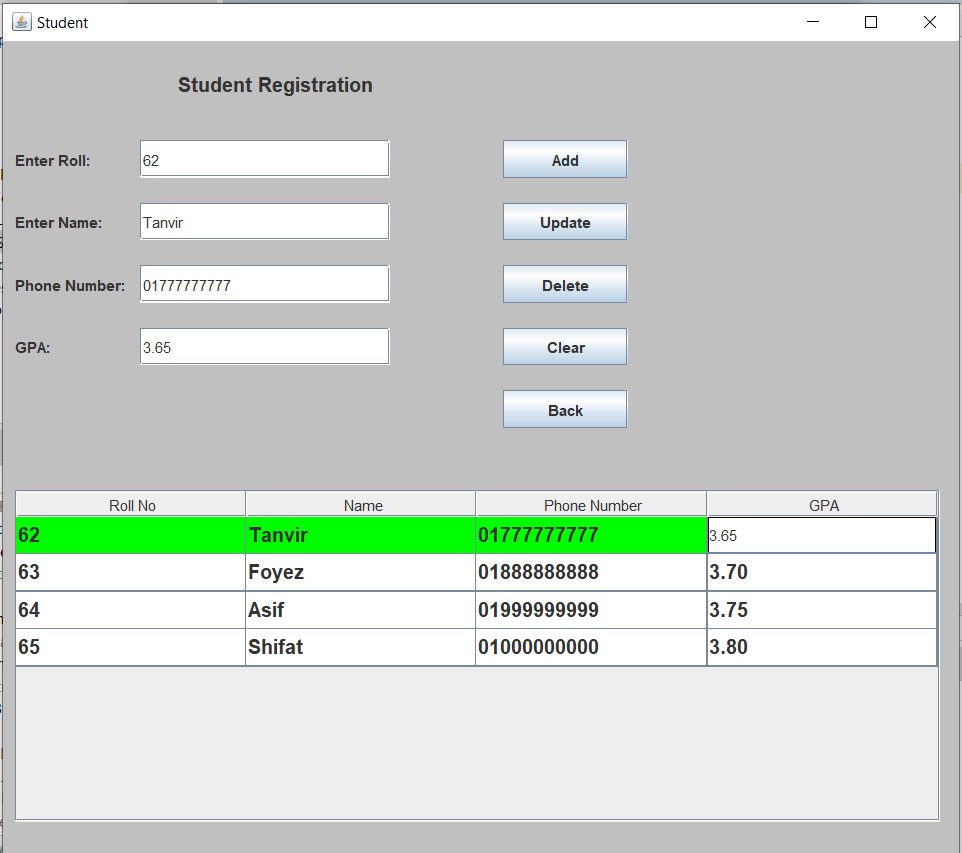 Student
Student Registration
Enter Roll: 62 Add
Enter Name: Tanvir Update
Phone Number: 01777777777 Delete
GPA: 3.65 Clear
Back
Roll No Name Phone Number GPA
62 Tanvir 01777777777 3.65
63 Foyez 01888888888 3.70
64 Asif 01999999999 3.75
65 Shifat 01000000000 3.80